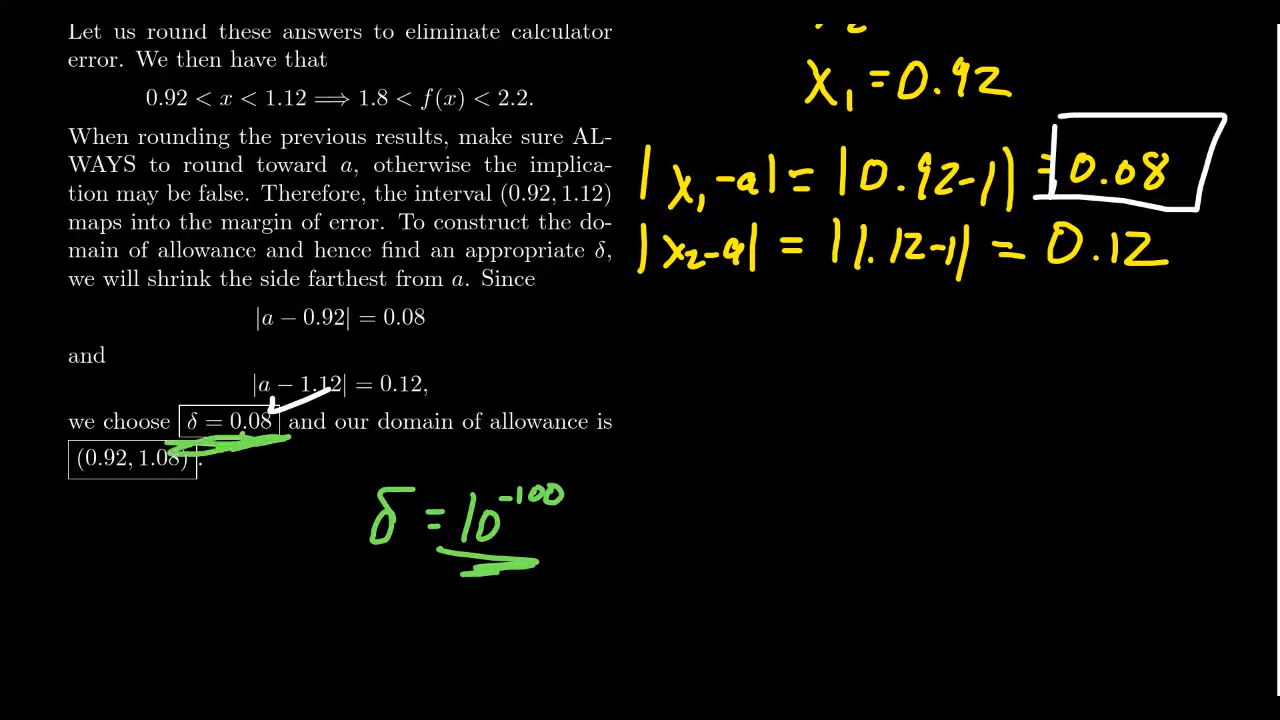 Let us round these answers to eliminate calculator
error. We then have that
0.92 < x < 1.12 ⟹ 1.8 < f(x) < 2.2.
When rounding the previous results, make sure AL-
WAYS to round toward a, otherwise the implica-
tion may be false. Therefore, the interval (0.92, 1.12)
maps into the margin of error. To construct the do-
main of allowance and hence find an appropriate δ,
we will shrink the side farthest from a. Since
|a − 0.92| = 0.08
and
|a − 1.12| = 0.12,
we choose δ = 0.08 and our domain of allowance is
(0.92, 1.08).
δ = 10⁻¹⁰⁰
x₁ = 0.92
|x₁ - a| = |0.92 - 1| = 0.08
|x₂ - a| = |1.12 - 1| = 0.12